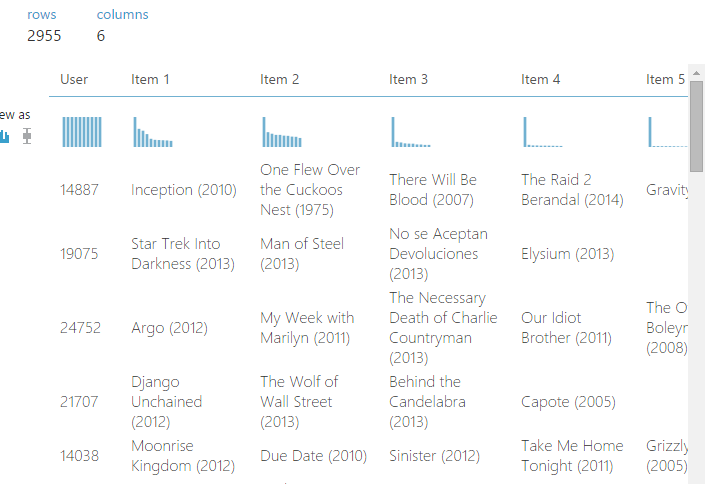 rows columns
2955 6
User Item 1 Item 2 Item 3 Item 4 Item 5
ew as
14887 Inception (2010) One Flew Over the Cuckoos Nest (1975) There Will Be Blood (2007) The Raid 2 Berandal (2014) Gravity
19075 Star Trek Into Darkness (2013) Man of Steel (2013) No se Aceptan Devoluciones (2013) Elysium (2013)
24752 Argo (2012) My Week with Marilyn (2011) The Necessary Death of Charlie Countryman (2013) Our Idiot Brother (2011) The O Boleyn (2008)
21707 Django Unchained (2012) The Wolf of Wall Street (2013) Behind the Candelabra (2013) Capote (2005)
14038 Moonrise Kingdom (2012) Due Date (2010) Sinister (2012) Take Me Home Tonight (2011) Grizzly (2005)